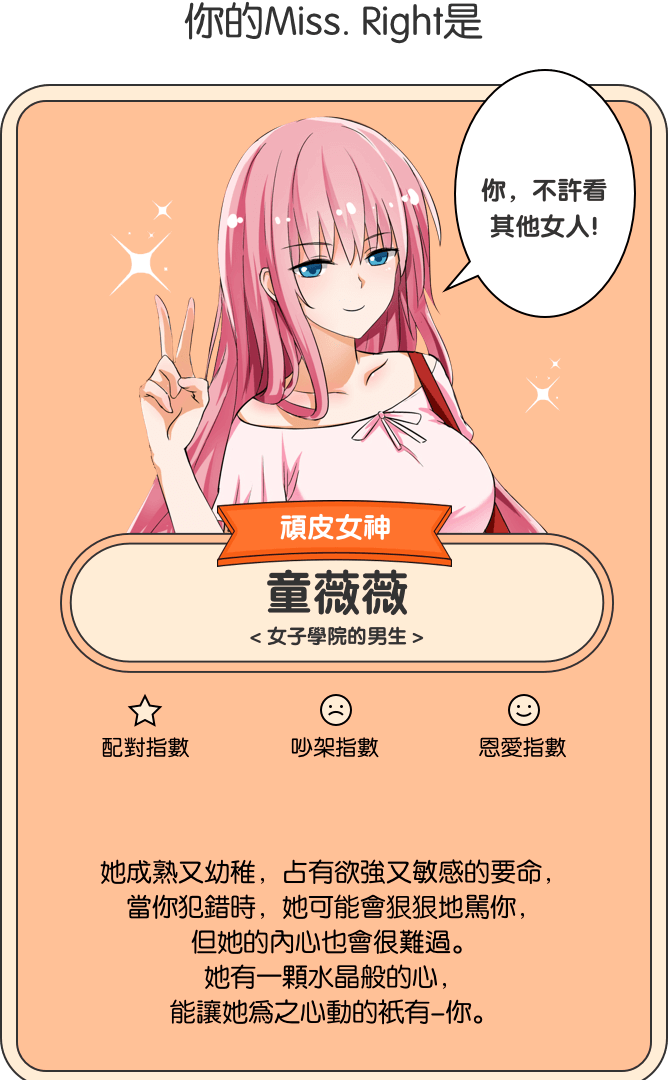 你的Miss. Right是
你，不許看
其他女人!
頑皮女神
童薇薇
<女子學院的男生>
配對指數
吵架指數
恩愛指數
她成熟又幼稚，占有欲強又敏感的要命，
當你犯錯時，她可能會狠狠地罵你，
但她的內心也會很難過。
她有一顆水晶般的心，
能讓她為之心動的衹有-你。